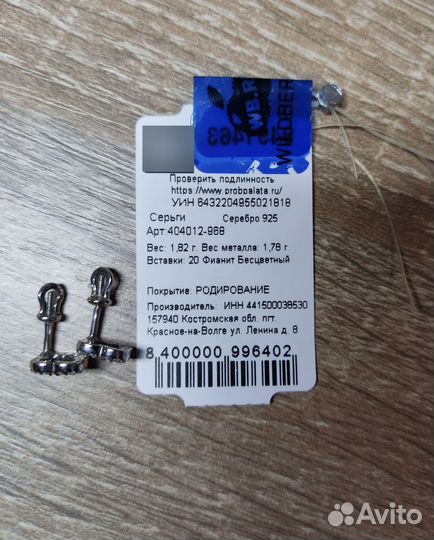 WB.R
WILDBER
Проверить подлинность
https://www.probpalata.ru/
УИН 6432204955021818
Серьги Серебро 925
Арт.404012-968
Вес: 1,82 г. Вес металла: 1,78 г.
Вставки: 20 Фианит Бесцветный
Покрытие: РОДИРОВАНИЕ
Производитель: ИНН 441500038530
157940 Костромская обл. пгт.
Красное-на-Волге ул. Ленина д. 8
8 400000 996402
Avito